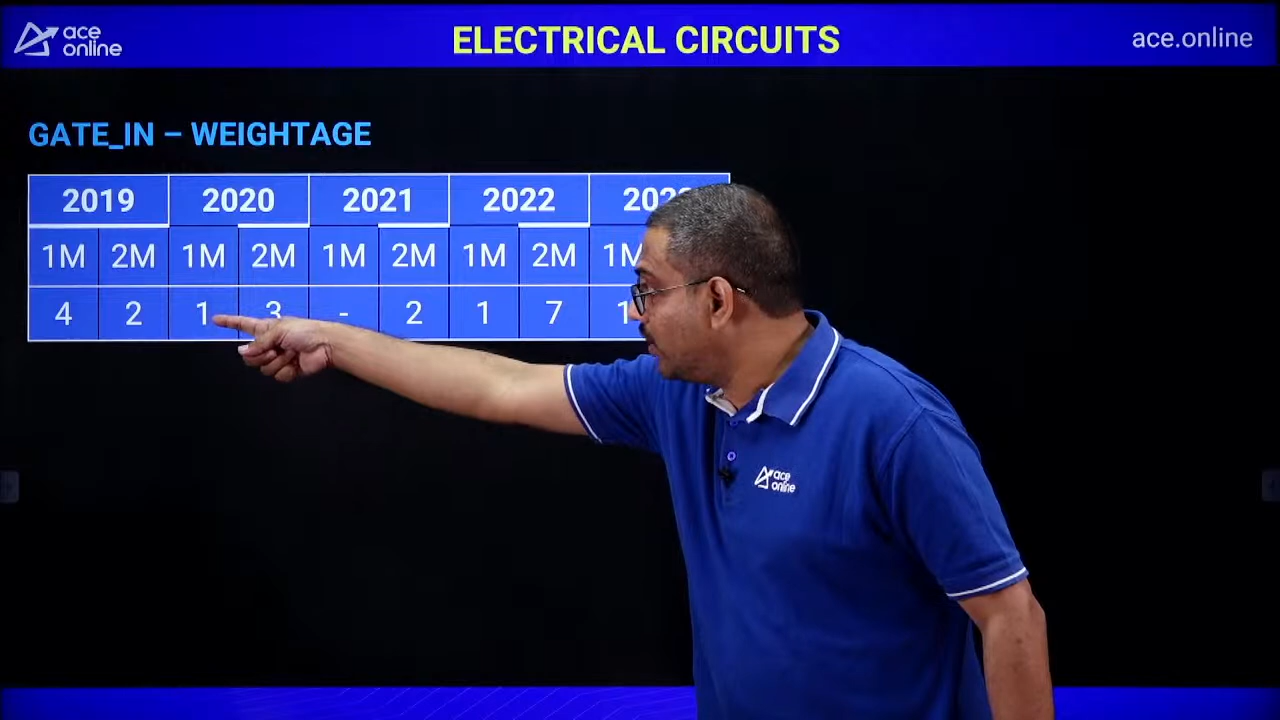 ace online
ELECTRICAL CIRCUITS
ace.online
GATE_IN – WEIGHTAGE
2019 2020 2021 2022
1M 2M 1M 2M 1M 2M 1M 2M 1M
4 2 1 3 - 2 1 7 1
ace online